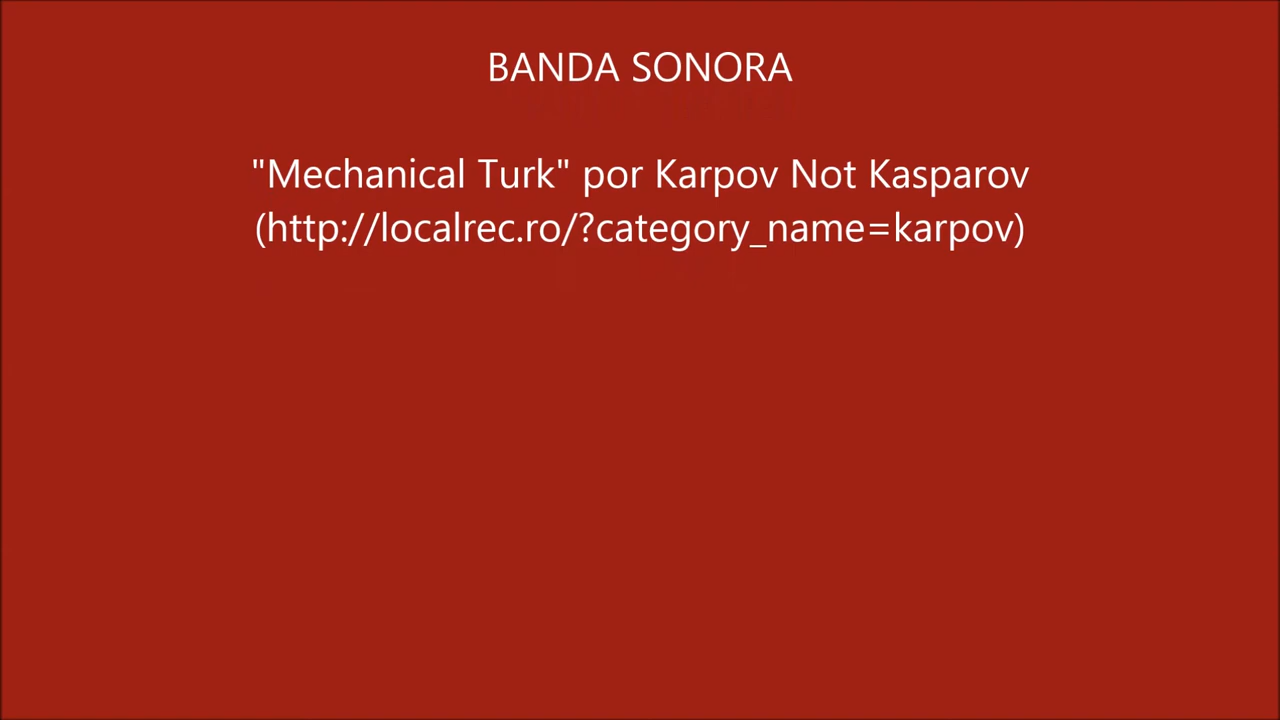 BANDA SONORA
"Mechanical Turk" por Karpov Not Kasparov
(http://localrec.ro/?category_name=karpov)